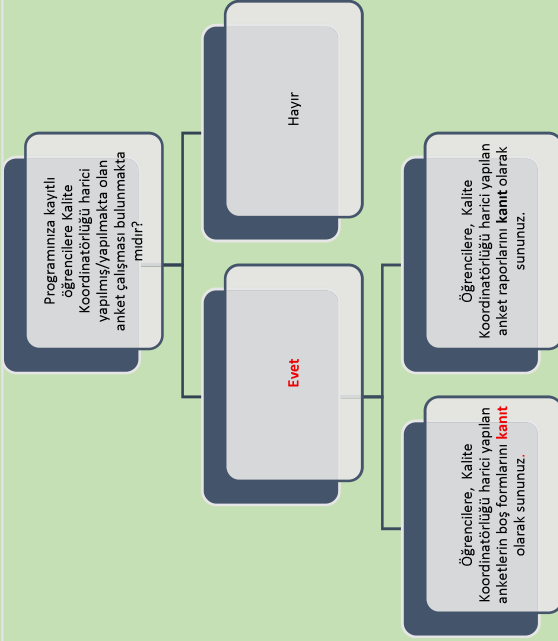 Programınıza kayıtlı
öğrencilere Kalite
Koordinatörlüğü harici
yapılmış/yapılmakta olan
anket çalışması bulunmakta
mıdır?
Evet
Hayır
Öğrencilere, Kalite
Koordinatörlüğü harici yapılan
anketlerin boş formlarını kanıt
olarak sununuz.
Öğrencilere, Kalite
Koordinatörlüğü harici yapılan
anket raporlarını kanıt olarak
sununuz.